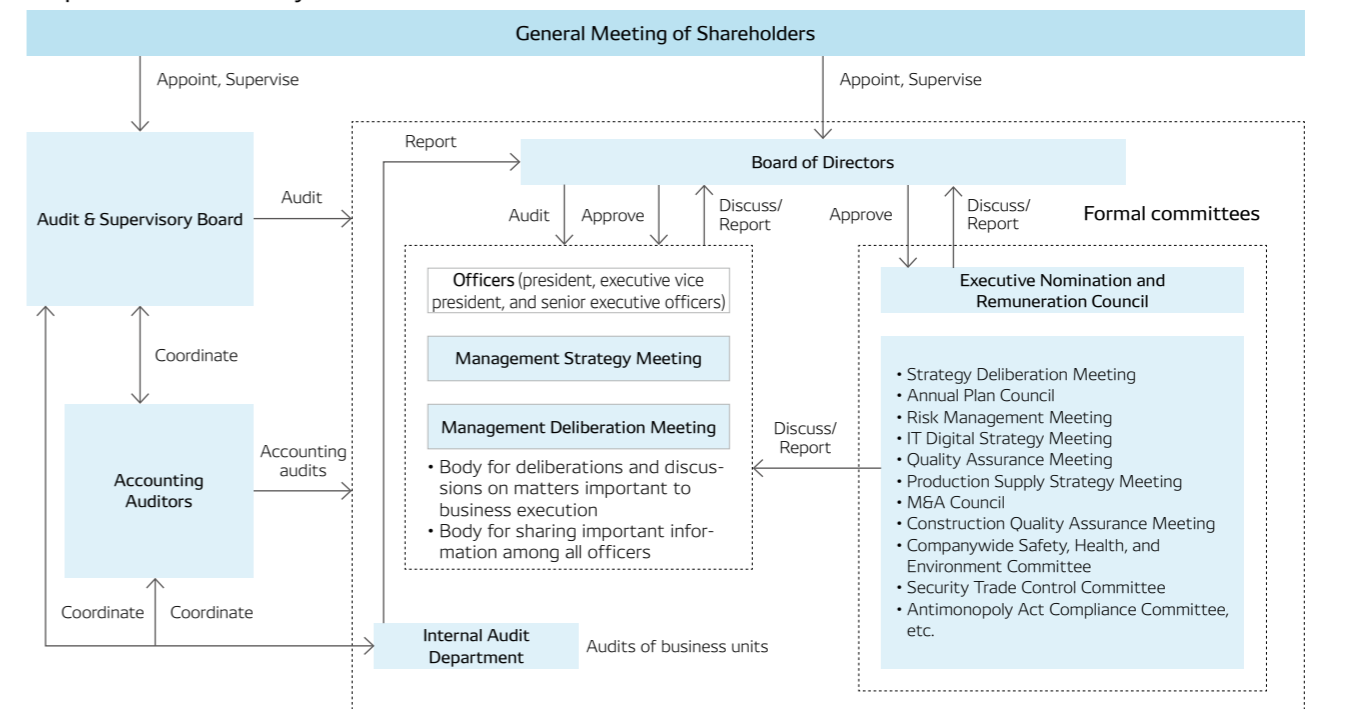 General Meeting of Shareholders
Appoint, Supervise
Appoint, Supervise
Report
Board of Directors
Audit & Supervisory Board
Audit
Audit
Approve
Discuss/
Report
Approve
Discuss/
Report
Formal committees
Officers (president, executive vice
president, and senior executive officers)
Executive Nomination and
Remuneration Council
Coordinate
Management Strategy Meeting
Management Deliberation Meeting
• Body for deliberations and discus-
sions on matters important to
business execution
• Body for sharing important infor-
mation among all officers
Discuss/
Report
• Strategy Deliberation Meeting
• Annual Plan Council
• Risk Management Meeting
• IT Digital Strategy Meeting
• Quality Assurance Meeting
• Production Supply Strategy Meeting
• M&A Council
• Construction Quality Assurance Meeting
• Companywide Safety, Health, and
Environment Committee
• Security Trade Control Committee
• Antimonopoly Act Compliance Committee,
etc.
Accounting
Auditors
Accounting
audits
Coordinate
Coordinate
Internal Audit
Department
Audits of business units